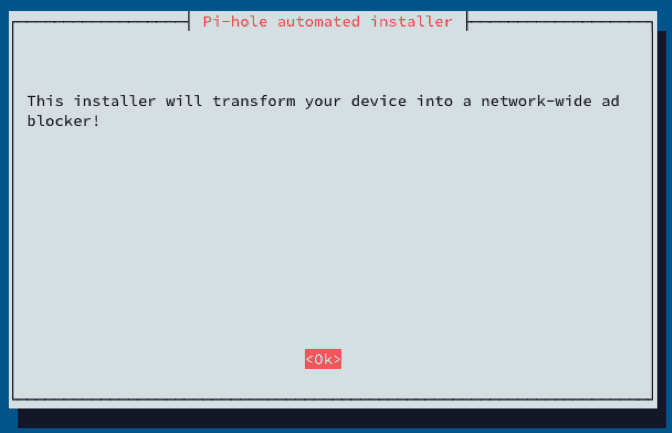 Pi-hole automated installer
This installer will transform your device into a network-wide ad
blocker!
<Ok>